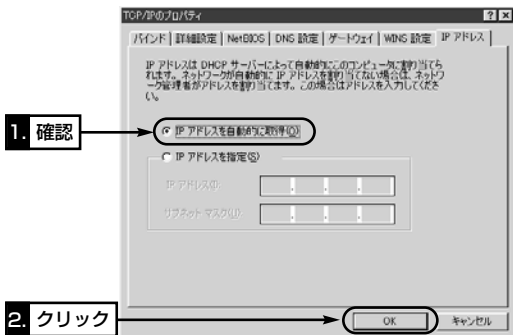 TCP/IPのプロパティ
バインド 詳細設定 NetBIOS DNS 設定 ゲートウェイ WINS 設定 IP アドレス
IP アドレスは DHCP サーバーによって自動的にこのコンピュータに割り当てら
れます。ネットワークが自動的に IP アドレスを割り当てない場合は、ネットワ
ーク管理者がアドレスを割り当てます。この場合はアドレスを入力してくださ
い。
1. 確認
IP アドレスを自動的に取得(O)
IP アドレスを指定(S)
IP アドレス(I):
サブネット マスク(U):
2. クリック
OK キャンセル